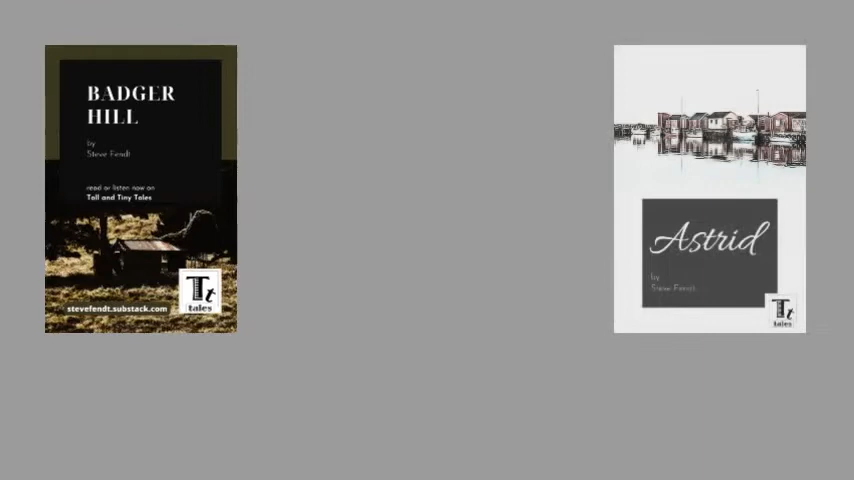 BADGER
HILL
by
Steve Fendt
read or listen now on
Tall and Tiny Tales
stevefendt.substack.com
Tt
tales
Astrid
by
Steve Fendt
Tt
tales